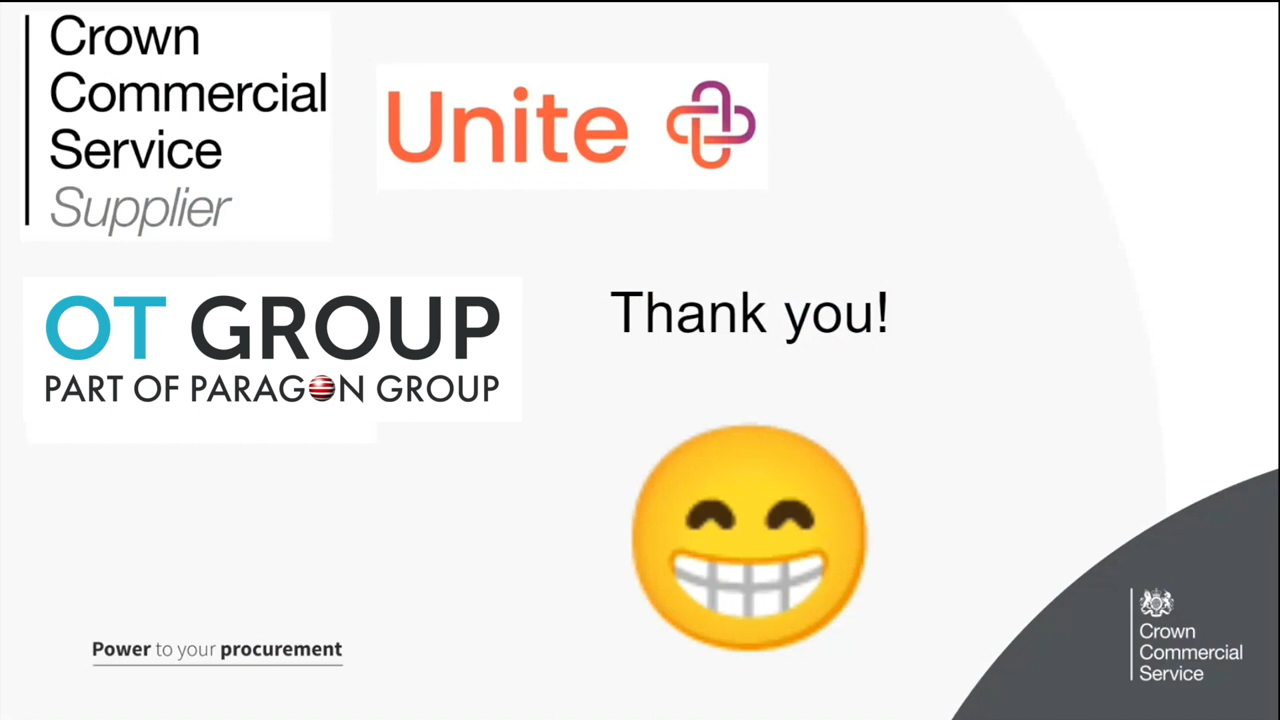 Crown
Commercial
Service
Supplier
Unite
OT GROUP
PART OF PARAGON GROUP
Thank you!
Power to your procurement
Crown
Commercial
Service